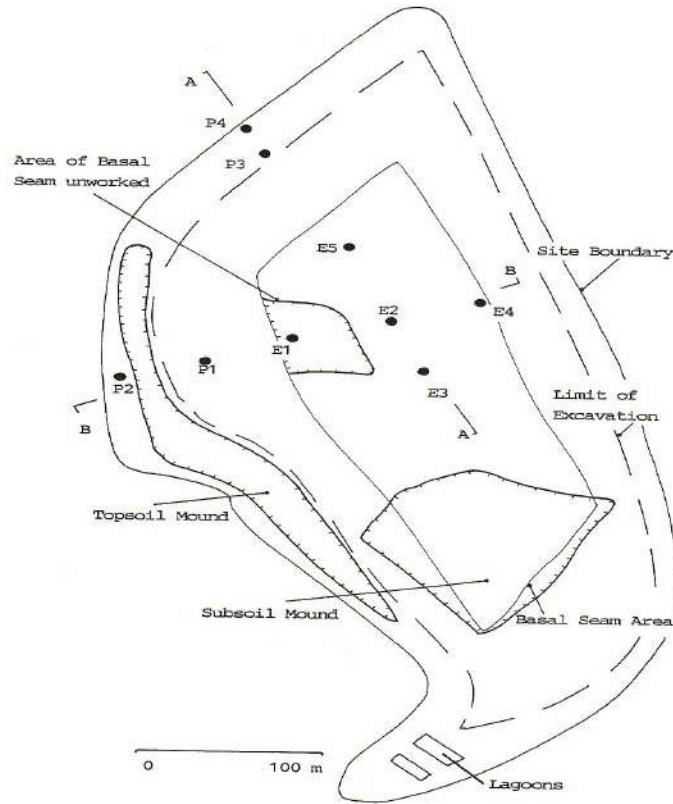 A
P4
P3
Area of Basal
Seam unworked
E5
Site Boundary
B
E2
E4
E1
P1
E3
P2
Limit of
Excavation
B
A
Topsoil Mound
Subsoil Mound
Basal Seam Area
0 100 m
Lagoons